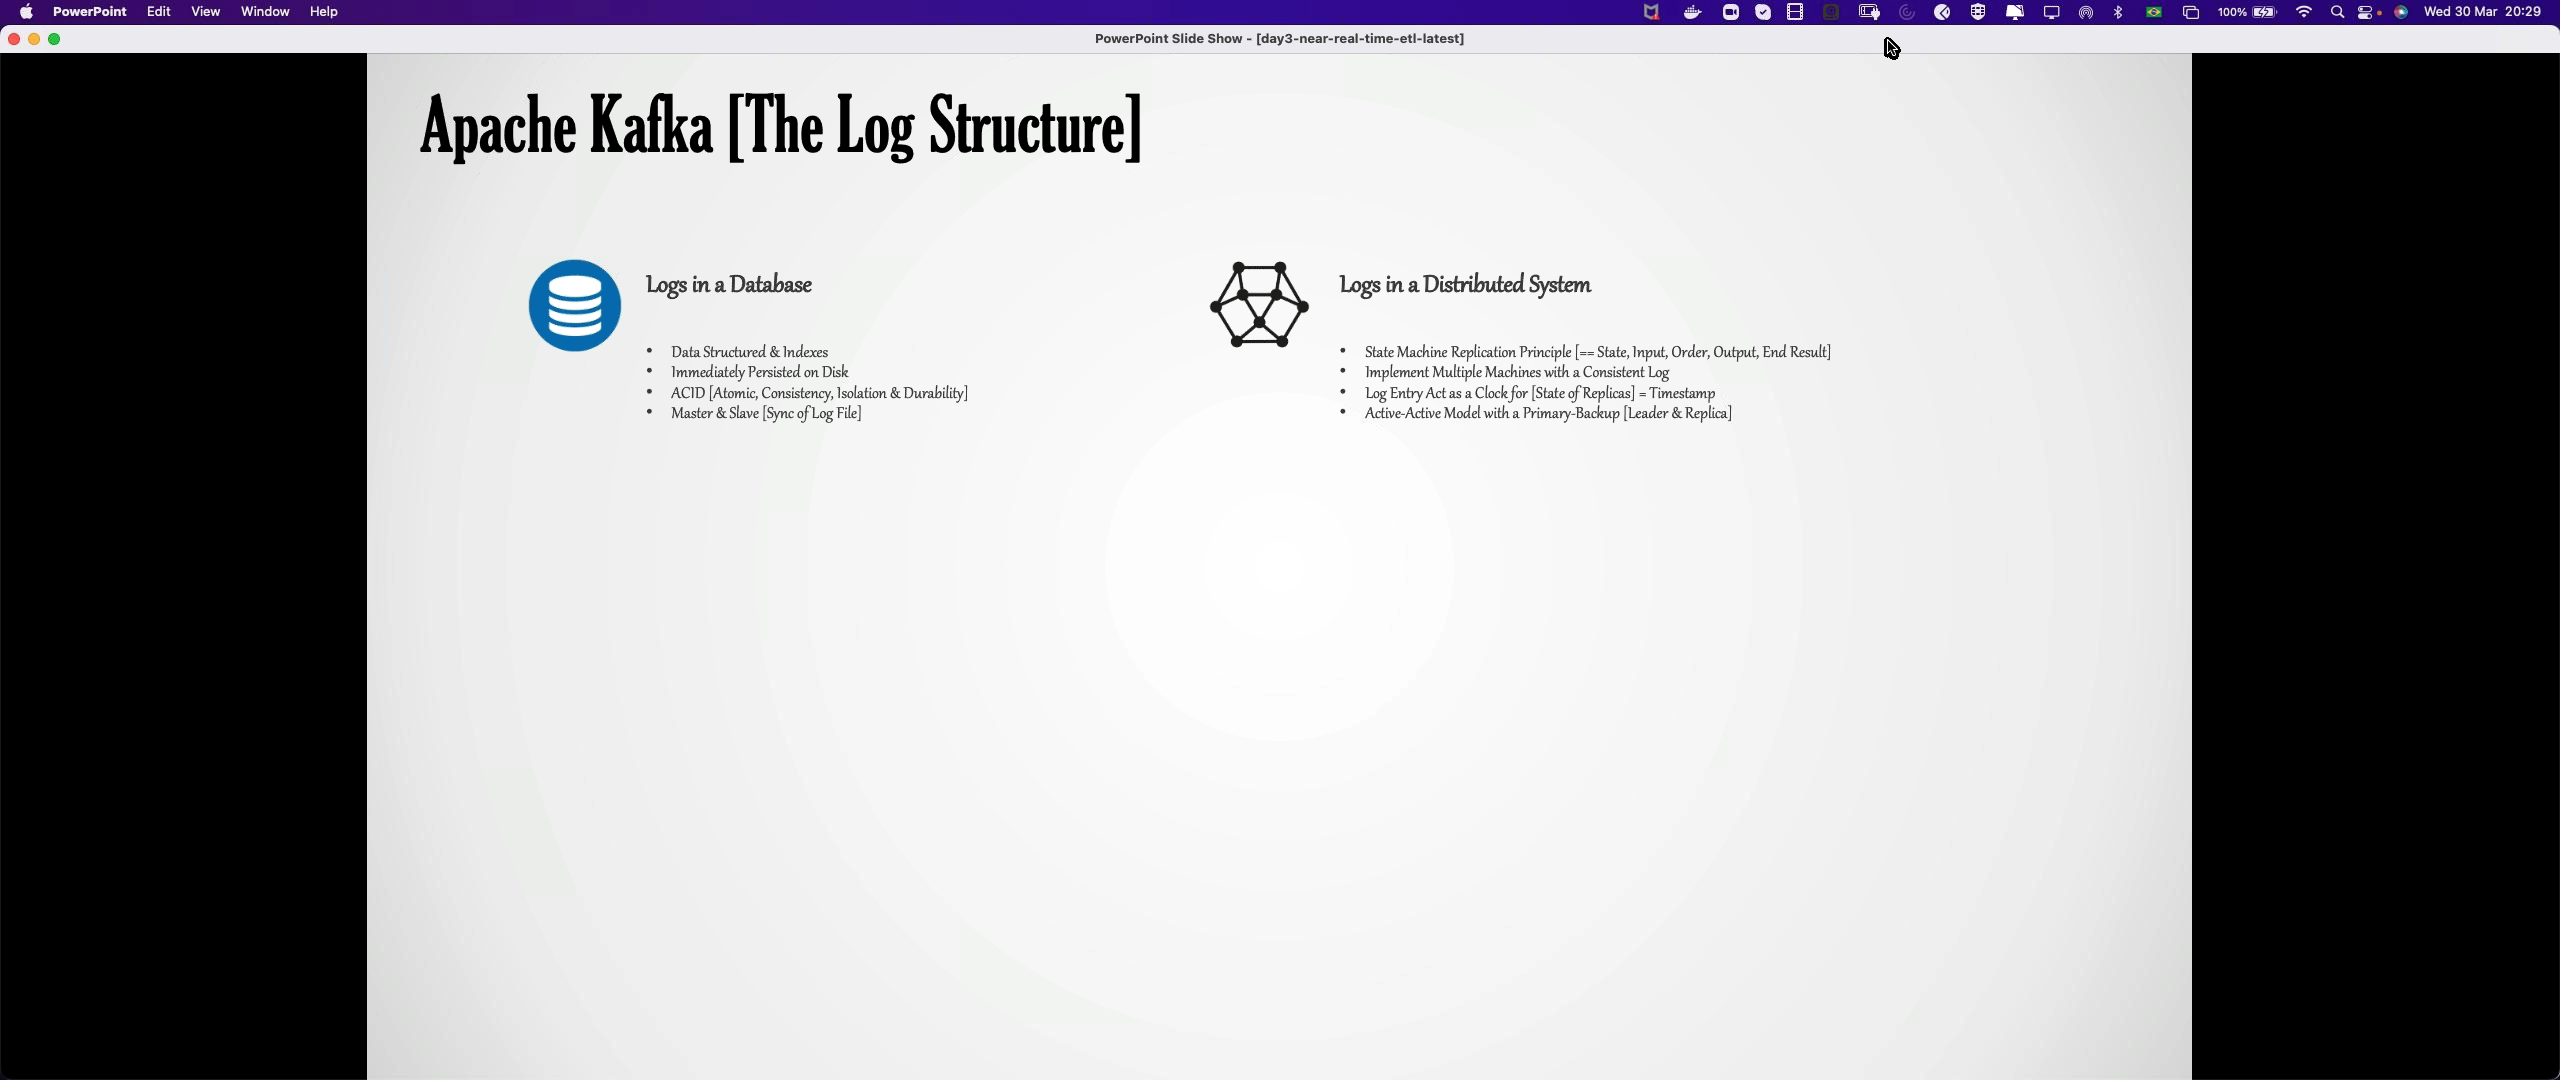 PowerPoint Edit View Window Help 100% Wed 30 Mar 20:29
PowerPoint Slide Show - [day3-near-real-time-etl-latest]
Apache Kafka [The Log Structure]
Logs in a Database
• Data Structured & Indexes
• Immediately Persisted on Disk
• ACID [Atomic, Consistency, Isolation & Durability]
• Master & Slave [Sync of Log File]
Logs in a Distributed System
• State Machine Replication Principle [== State, Input, Order, Output, End Result]
• Implement Multiple Machines with a Consistent Log
• Log Entry Act as a Clock for [State of Replicas] = Timestamp
• Active-Active Model with a Primary-Backup [Leader & Replica]